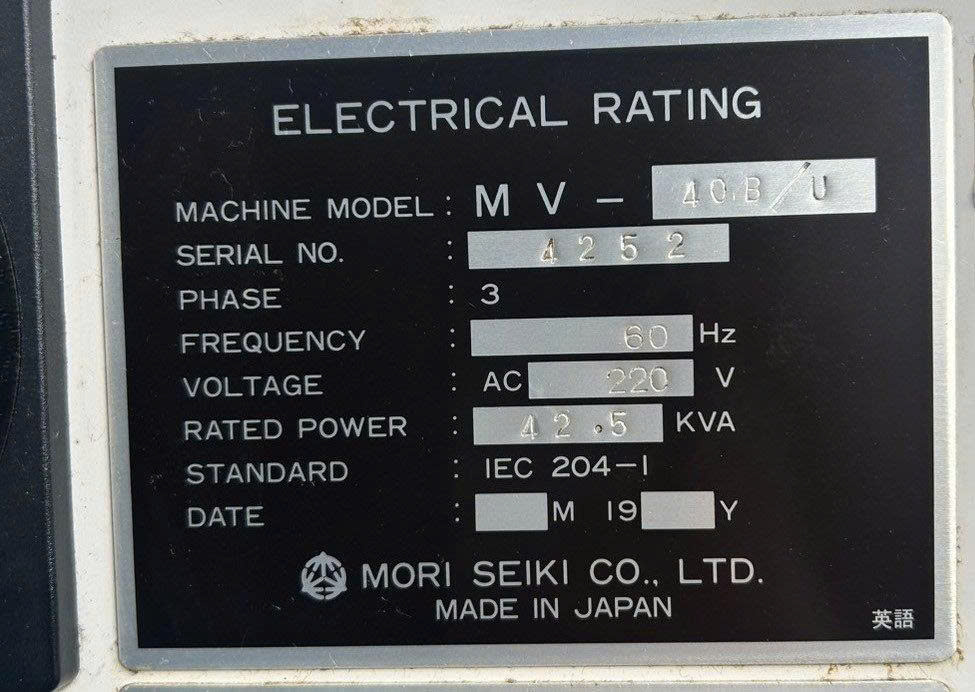 ELECTRICAL RATING
MACHINE MODEL : MV-40B/U
SERIAL NO. : 4252
PHASE : 3
FREQUENCY : 60 Hz
VOLTAGE : AC 220 V
RATED POWER : 42.5 KVA
STANDARD : IEC 204-1
DATE : M 19 Y
MORI SEIKI CO., LTD.
MADE IN JAPAN
英語